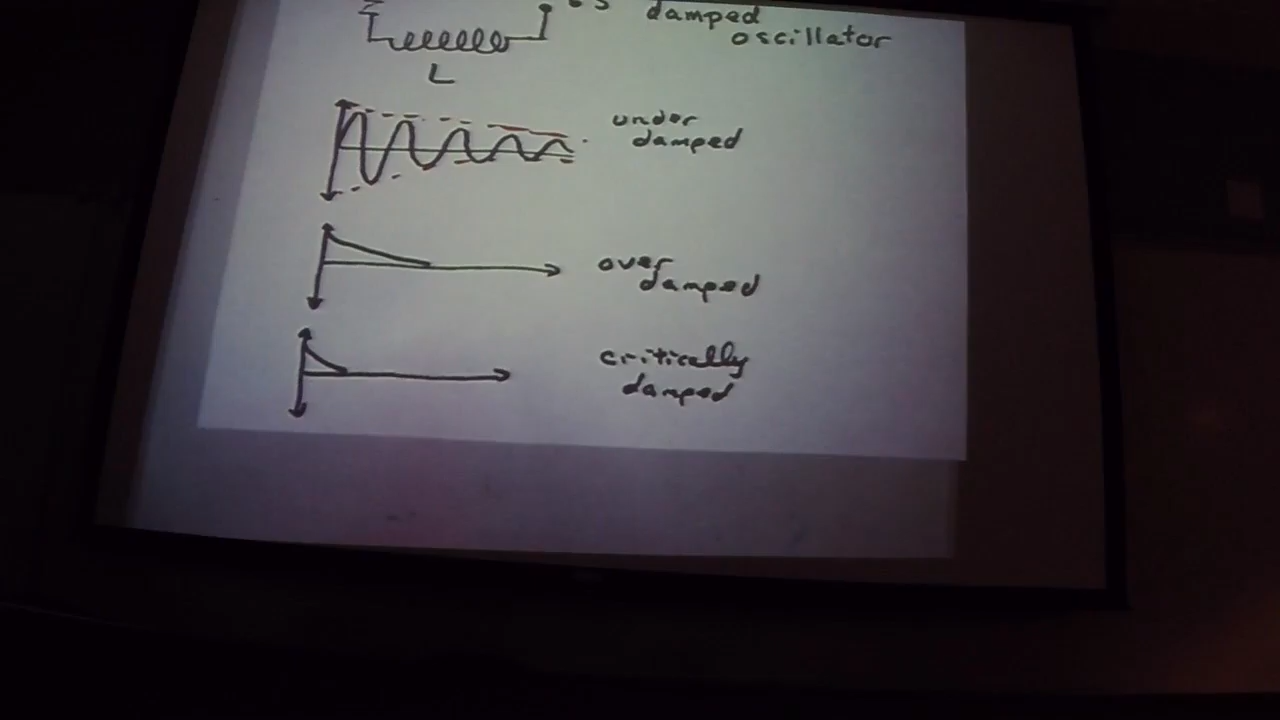 damped
oscillator
L
under
damped
over
damped
critically
damped